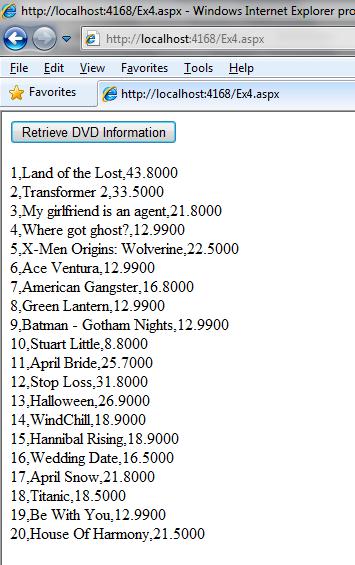 http://localhost:4168/Ex4.aspx - Windows Internet Explorer pro
http://localhost:4168/Ex4.aspx
File Edit View Favorites Tools Help
Favorites
http://localhost:4168/Ex4.aspx
Retrieve DVD Information
1,Land of the Lost,43.8000
2,Transformer 2,33.5000
3,My girlfriend is an agent,21.8000
4,Where got ghost?,12.9900
5,X-Men Origins: Wolverine,22.5000
6,Ace Ventura,12.9900
7,American Gangster,16.8000
8,Green Lantern,12.9900
9,Batman - Gotham Nights,12.9900
10,Stuart Little,8.8000
11,April Bride,25.7000
12,Stop Loss,31.8000
13,Halloween,26.9000
14,WindChill,18.9000
15,Hannibal Rising,18.9000
16,Wedding Date,16.5000
17,April Snow,21.8000
18,Titanic,18.5000
19,Be With You,12.9900
20,House Of Harmony,21.5000